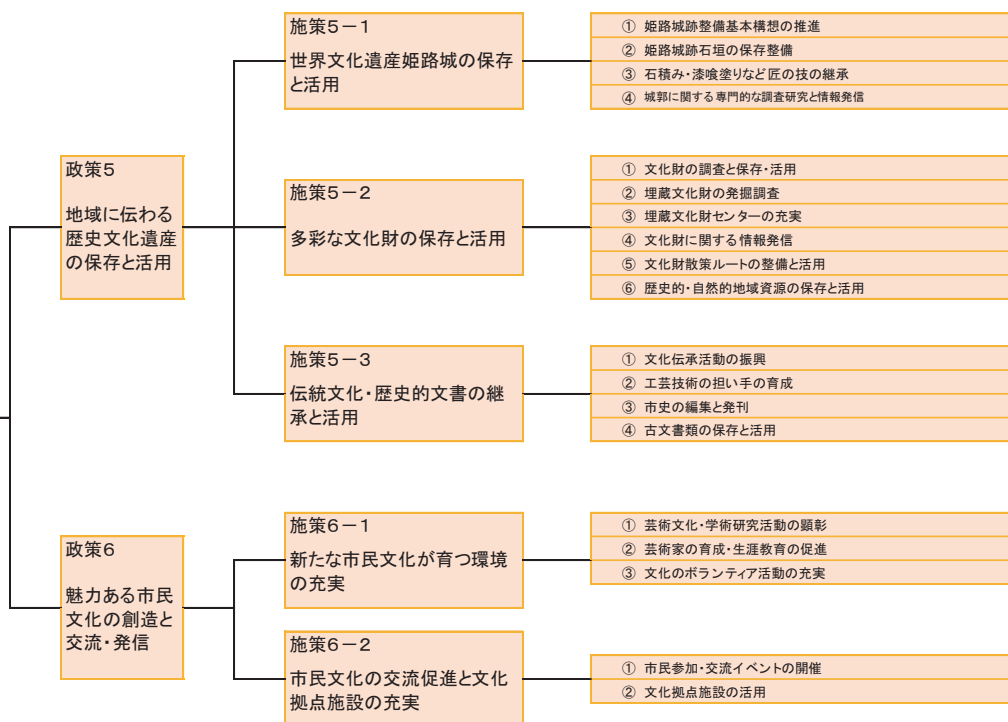 政策5
地域に伝わる
歴史文化遺産
の保存と活用
施策5－1
世界文化遺産姫路城の保存
と活用
① 姫路城跡整備基本構想の推進
② 姫路城跡石垣の保存整備
③ 石積み・漆喰塗りなど匠の技の継承
④ 城郭に関する専門的な調査研究と情報発信
施策5－2
多彩な文化財の保存と活用
① 文化財の調査と保存・活用
② 埋蔵文化財の発掘調査
③ 埋蔵文化財センターの充実
④ 文化財に関する情報発信
⑤ 文化財散策ルートの整備と活用
⑥ 歴史的・自然的地域資源の保存と活用
施策5－3
伝統文化・歴史的文書の継
承と活用
① 文化伝承活動の振興
② 工芸技術の担い手の育成
③ 市史の編集と発刊
④ 古文書類の保存と活用
政策6
魅力ある市民
文化の創造と
交流・発信
施策6－1
新たな市民文化が育つ環境
の充実
① 芸術文化・学術研究活動の顕彰
② 芸術家の育成・生涯教育の促進
③ 文化のボランティア活動の充実
施策6－2
市民文化の交流促進と文化
拠点施設の充実
① 市民参加・交流イベントの開催
② 文化拠点施設の活用